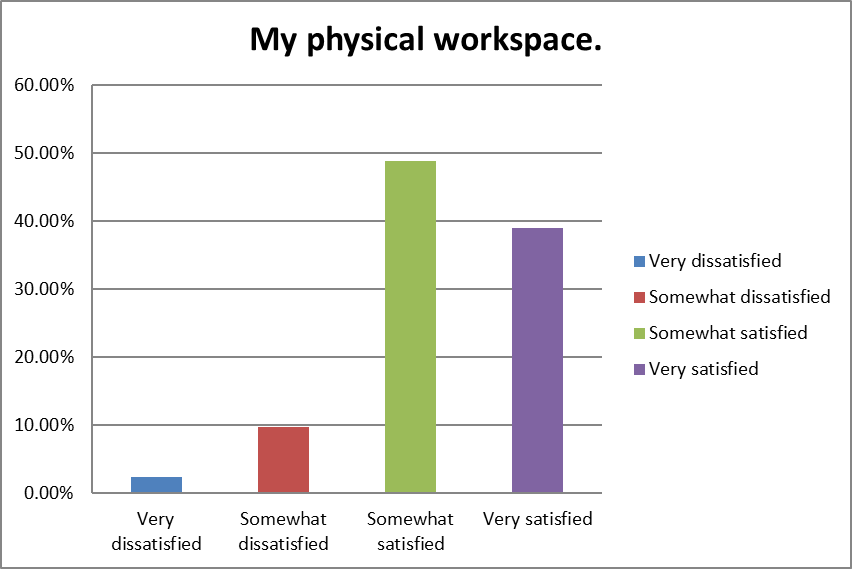 My physical workspace.
60.00%
50.00%
40.00%
30.00%
20.00%
10.00%
0.00%
Very
dissatisfied
Somewhat
dissatisfied
Somewhat
satisfied
Very satisfied
Very dissatisfied
Somewhat dissatisfied
Somewhat satisfied
Very satisfied